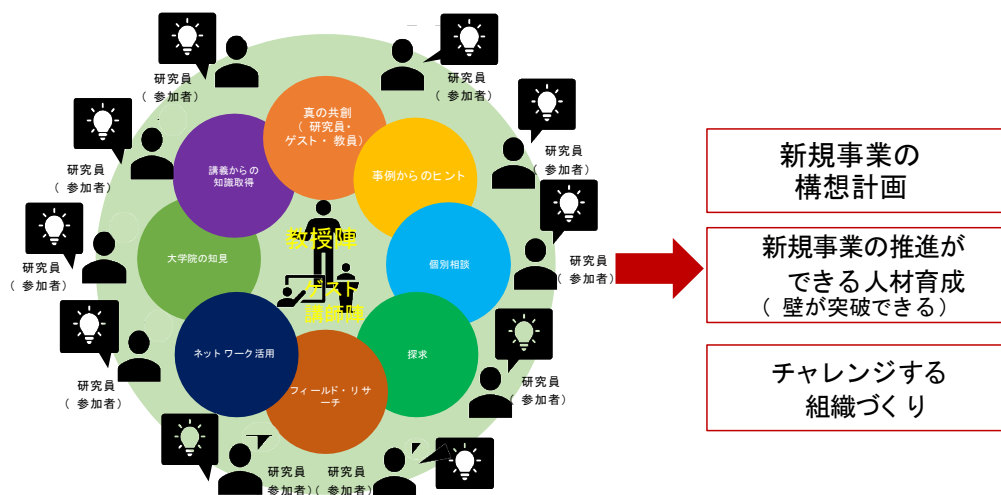 研究員
( 参加者)
研究員
( 参加者)
研究員
( 参加者)
研究員
( 参加者)
研究員
( 参加者)
研究員
( 参加者)
研究員
( 参加者)
研究員
( 参加者)
研究員
( 参加者)
研究員 研究員
参加者)( 参加者)
真の共創
( 研究員・
ゲスト・ 教員)
事例からのヒント
個別相談
探求
フィールド・リサ
ーチ
ネットワーク活用
大学院の知見
講義からの
知識取得
教授陣
ゲスト
講師陣
新規事業の
構想計画
新規事業の推進が
できる人材育成
( 壁が突破できる)
チャレンジする
組織づくり